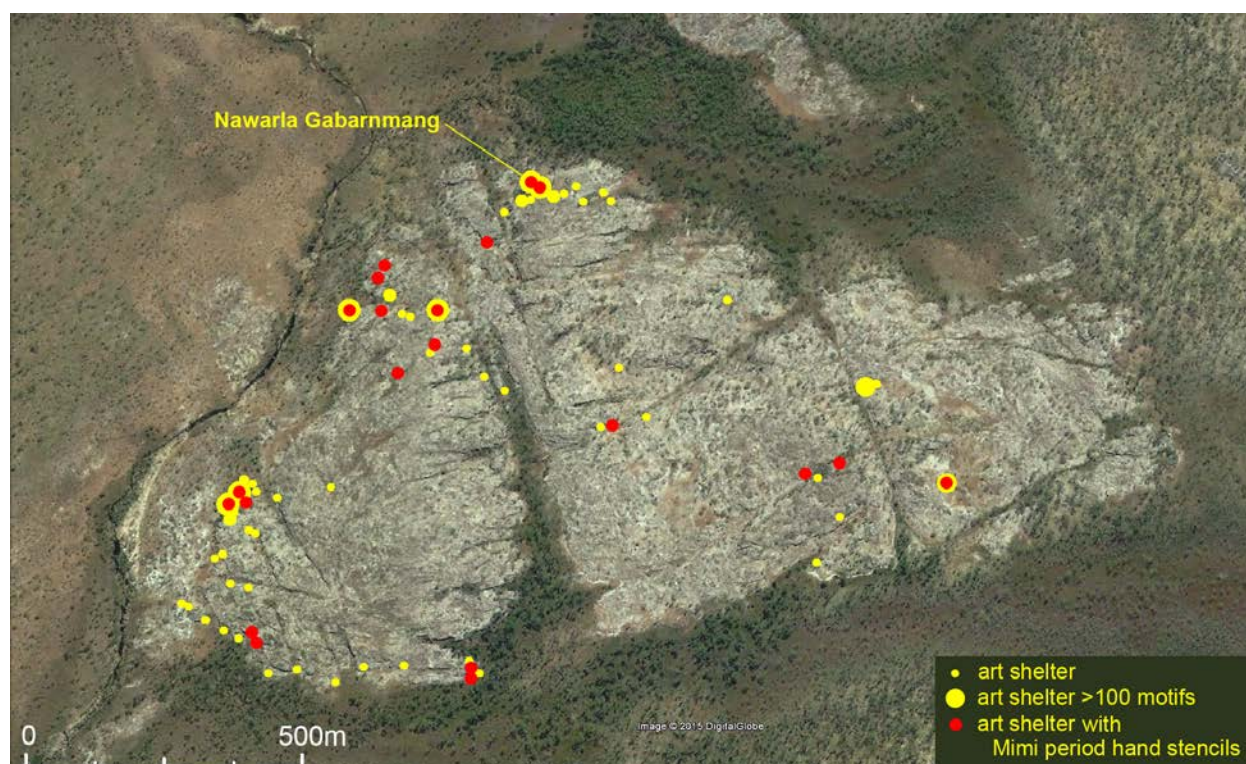 Nawarla Gabarnmang
art shelter
art shelter >100 motifs
art shelter with
Mimi period hand stencils
image © 2015 DigitalGlobe
0
500m